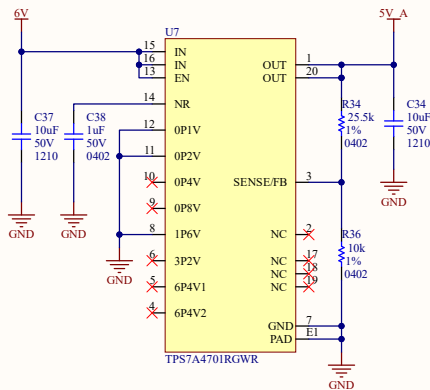 6V
5V_A
U7
15 IN
16 IN
13 EN
14 NR
12 0P1V
11 0P2V
10 0P4V
9 0P8V
8 1P6V
6 3P2V
5 6P4V1
4 6P4V2
OUT 1
OUT 20
SENSE/FB 3
NC 2
NC 17
NC 18
NC 19
GND 7
PAD E1
TPS7A4701RGWR
C37
10uF
50V
1210
C38
1uF
50V
0402
R34
25.5k
1%
0402
C34
10uF
50V
1210
R36
10k
1%
0402
GND
GND
GND
GND
GND